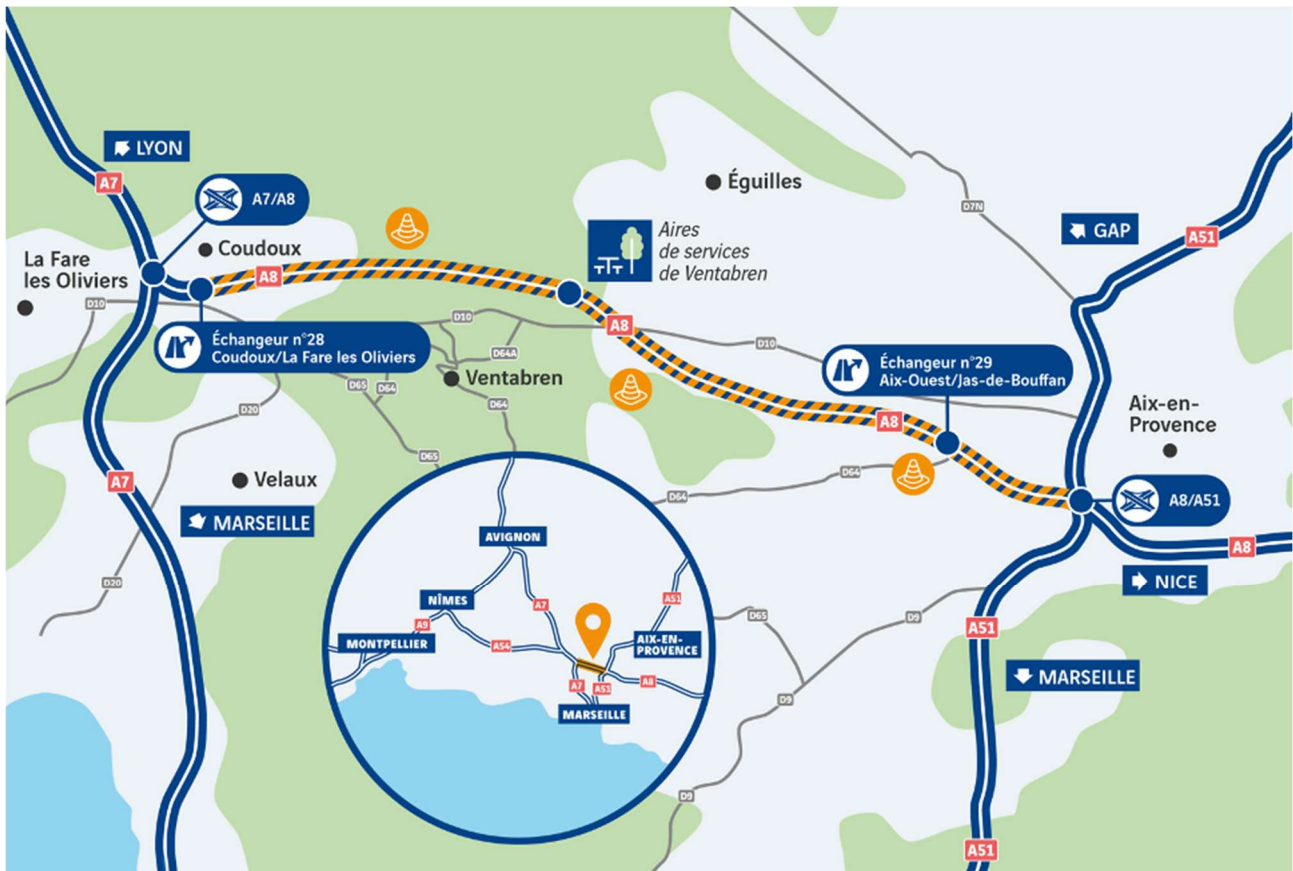 LYON
A7
A7/A8
Éguilles
D7N
GAP
A51
Aires
de services
de Ventabren
Coudoux
La Fare
les Oliviers
A8
D10
Échangeur n°28
Coudoux/La Fare les Oliviers
D10
D64A
A8
D10
Échangeur n°29
Aix-Ouest/Jas-de-Bouffan
Ventabren
D65
D64
D64
D20
A8
Aix-en-
Provence
D65
D64
D64
A7
Velaux
MARSEILLE
A8/A51
A8
NICE
D20
AVIGNON
NÎMES
A7
A51
A9
MONTPELLIER
A54
AIX-EN-
PROVENCE
A7
A51
A8
MARSEILLE
D65
D9
D9
D9
A51
MARSEILLE
A51